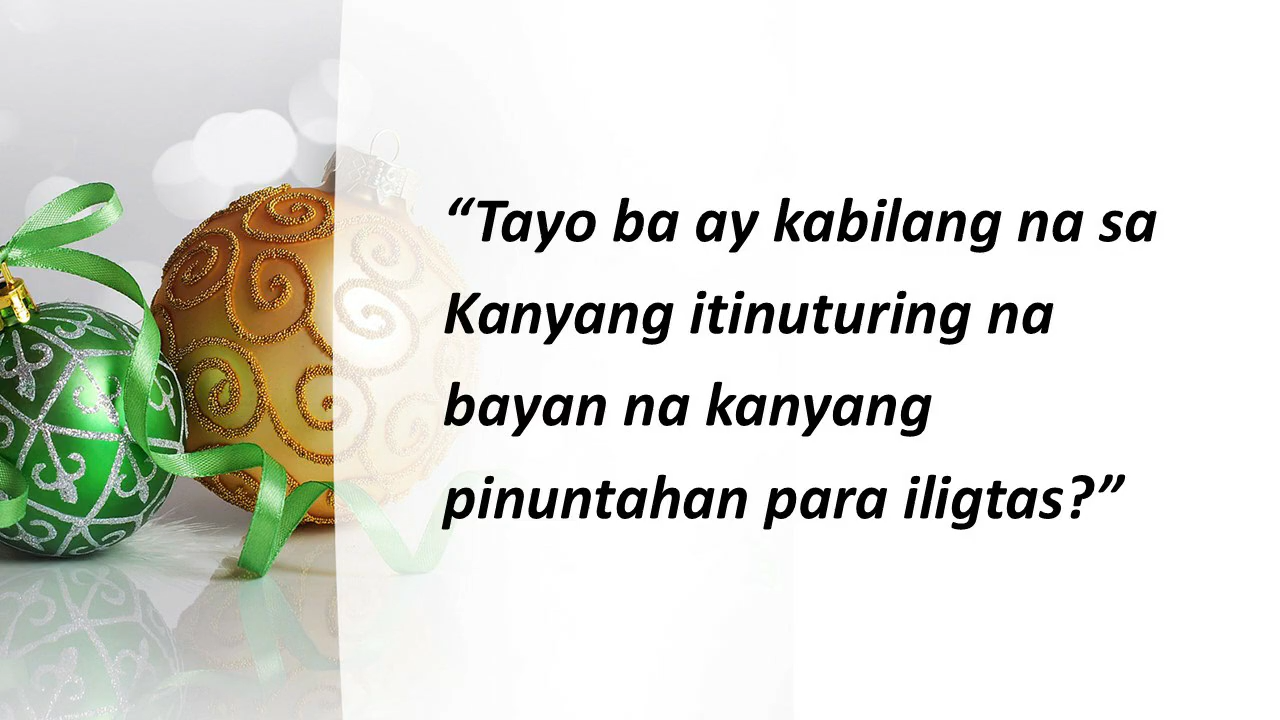 “Tayo ba ay kabilang na sa
Kanyang itinuturing na
bayan na kanyang
pinuntahan para iligtas?”